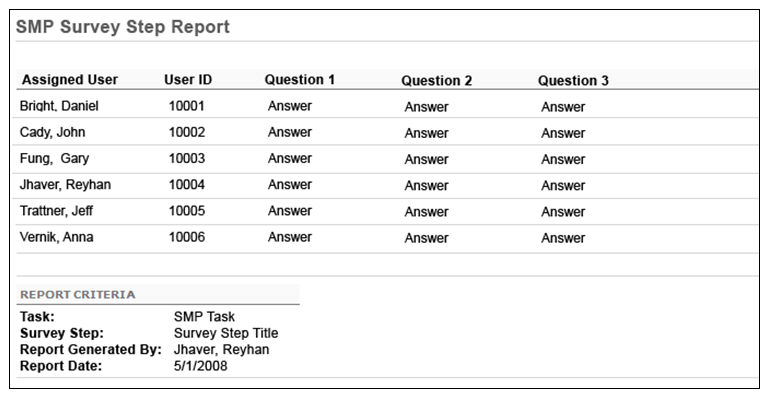 SMP Survey Step Report
Assigned User User ID Question 1 Question 2 Question 3
Bright, Daniel 10001 Answer Answer Answer
Cady, John 10002 Answer Answer Answer
Fung, Gary 10003 Answer Answer Answer
Jhaver, Reyhan 10004 Answer Answer Answer
Trattner, Jeff 10005 Answer Answer Answer
Vernik, Anna 10006 Answer Answer Answer
REPORT CRITERIA
Task: SMP Task
Survey Step: Survey Step Title
Report Generated By: Jhaver, Reyhan
Report Date: 5/1/2008